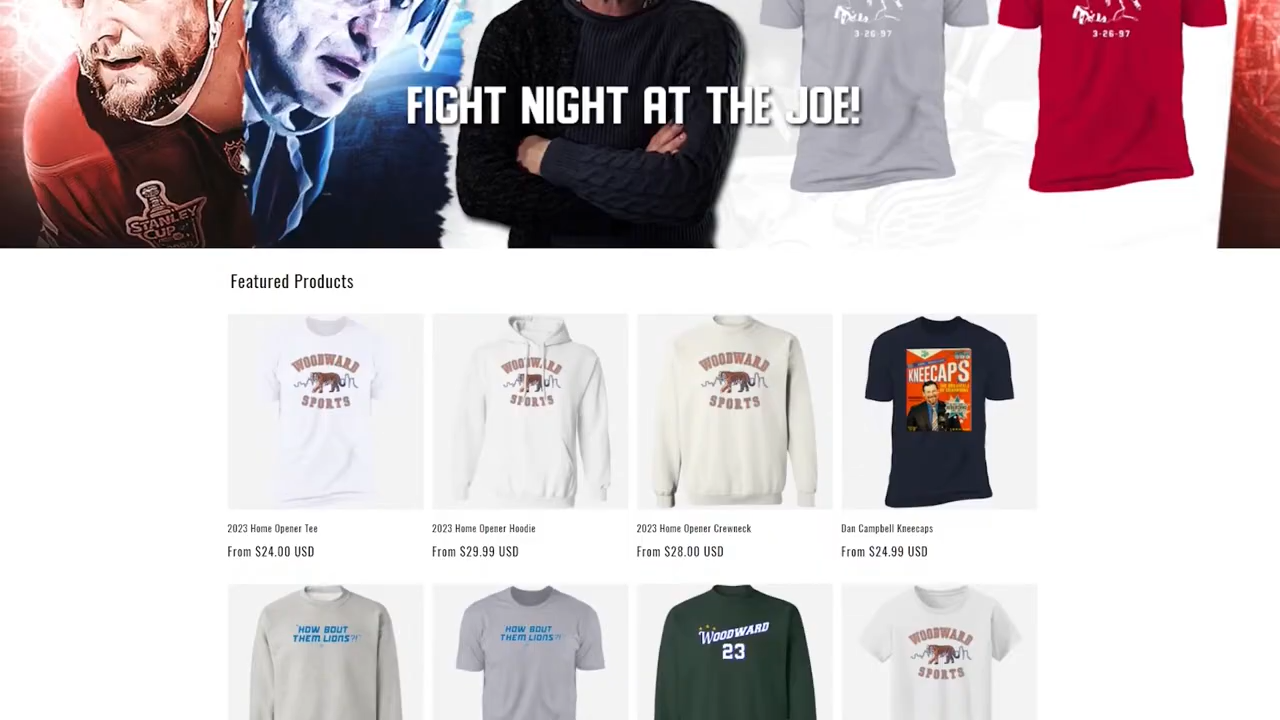 3-26-97
3-26-97
FIGHT NIGHT AT THE JOE!
STANLEY
CUP
Featured Products
WOODWARD
SPORTS
WOODWARD
SPORTS
WOODWARD
SPORTS
KNEECAPS
2023 Home Opener Tee
2023 Home Opener Hoodie
2023 Home Opener Crewneck
Dan Campbell Kneecaps
From $24.00 USD
From $29.99 USD
From $28.00 USD
From $24.99 USD
"HOW BOUT
THEM LIONS?!"
"HOW BOUT
THEM LIONS?!"
WOODWARD
23
WOODWARD
SPORTS